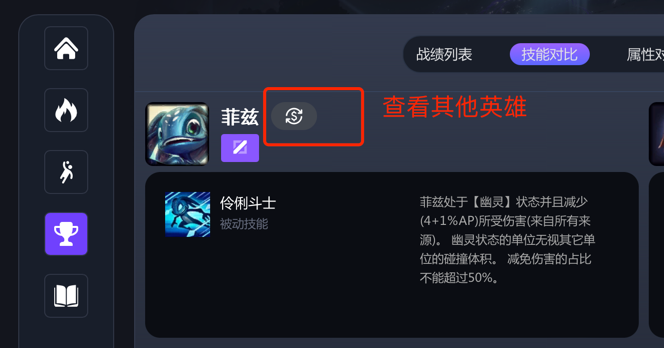 战绩列表
技能对比
属性对
菲兹
查看其他英雄
伶俐斗士
被动技能
菲兹处于【幽灵】状态并且减少
(4+1%AP)所受伤害(来自所有来
源)。 幽灵状态的单位无视其它单
位的碰撞体积。 减免伤害的占比
不能超过50%。